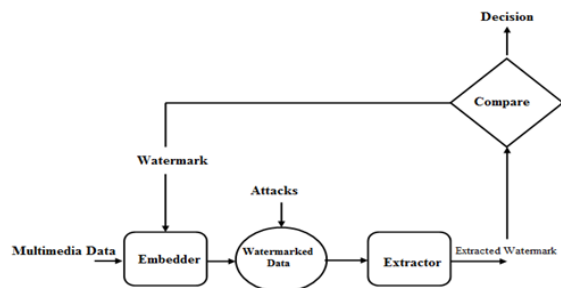 Decision
Compare
Watermark
Attacks
Multimedia Data
Embedder
Watermarked
Data
Extractor
Extracted Watermark